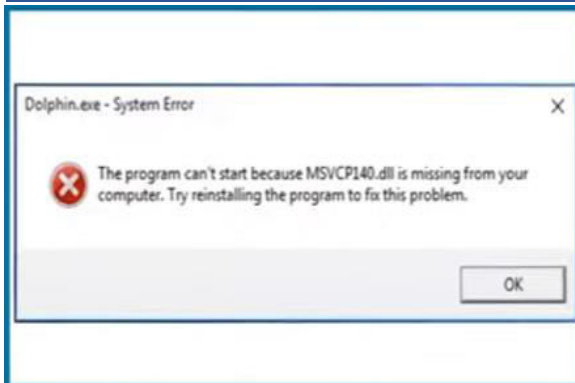 Dolphin.exe - System Error
The program can't start because MSVCP140.dll is missing from your
computer. Try reinstalling the program to fix this problem.
OK